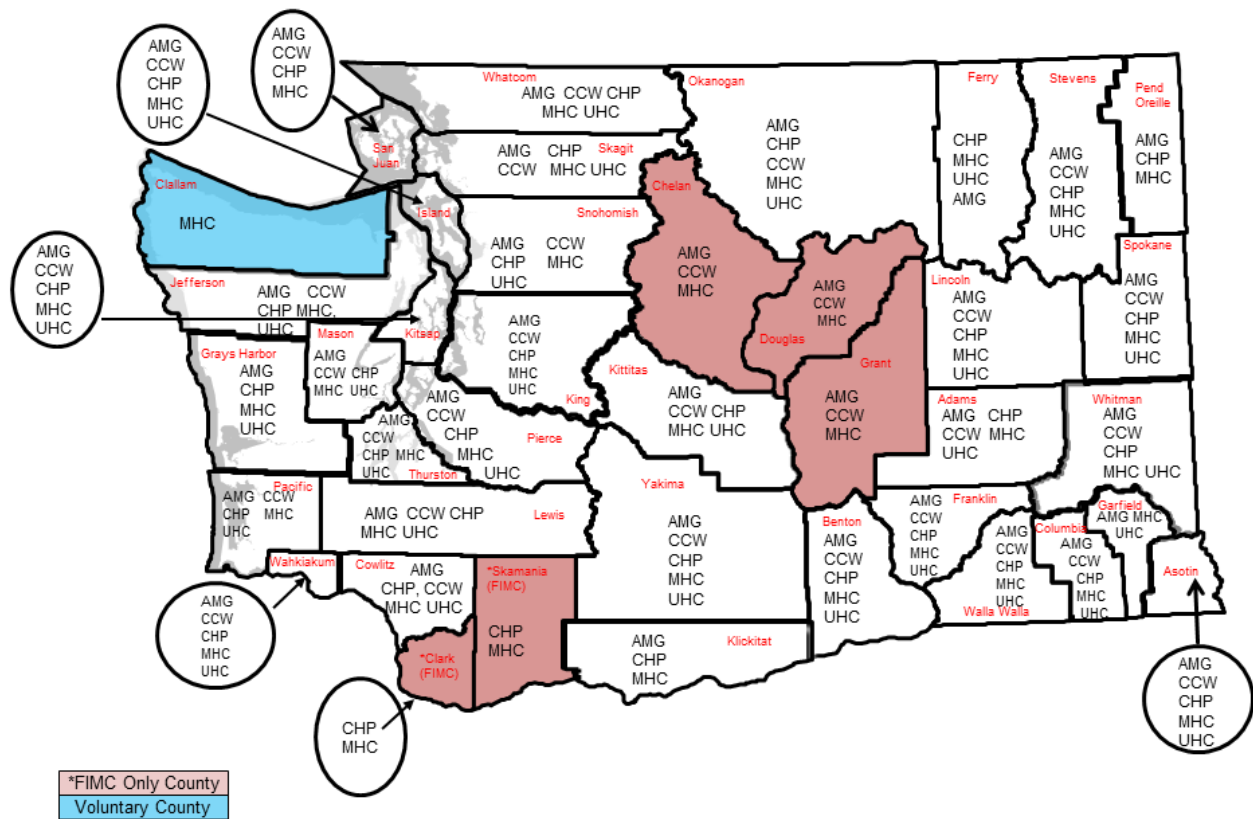 AMG
CCW
CHP
MHC
UHC
AMG
CCW
CHP
MHC
Whatcom
AMG CCW CHP
MHC UHC
Okanogan
AMG
CHP
CCW
MHC
UHC
Ferry
CHP
MHC
UHC
AMG
Stevens
AMG
CCW
CHP
MHC
UHC
Pend
Oreille
AMG
CHP
MHC
San
Juan
Skagit
AMG CHP
CCW MHC UHC
Clallam
MHC
Island
Snohomish
AMG CCW
CHP MHC
UHC
Chelan
AMG
CCW
MHC
AMG
CCW
MHC
Douglas
Grant
AMG
CCW
MHC
Spokane
AMG
CCW
CHP
MHC
UHC
Lincoln
AMG
CCW
CHP
MHC
UHC
AMG
CCW
CHP
MHC
UHC
Jefferson
AMG CCW
CHP MHC,
UHC
Mason
AMG
CCW CHP
MHC UHC
Kitsap
AMG
CCW
CHP
MHC
UHC
King
Kittitas
AMG
CCW CHP
MHC UHC
Grays Harbor
AMG
CHP
MHC
UHC
AMG
CCW
CHP MHC
UHC
Thurston
AMG
CCW
CHP
MHC
UHC
Pierce
Adams
AMG CHP
CCW MHC
UHC
Whitman
AMG
CCW
CHP
MHC UHC
Pacific
AMG CCW
CHP MHC
UHC
Lewis
AMG CCW CHP
MHC UHC
Yakima
AMG
CCW
CHP
MHC
UHC
Benton
AMG
CCW
CHP
MHC
UHC
Franklin
AMG
CCW
CHP
MHC
UHC
AMG
CCW
CHP
MHC
UHC
Walla Walla
Columbia
AMG
CCW
CHP
MHC
UHC
Garfield
AMG MHC
UHC
Asotin
Wahkiakum
Cowlitz
AMG
CHP, CCW
MHC UHC
*Skamania
(FIMC)
CHP
MHC
*Clark
(FIMC)
Klickitat
AMG
CHP
MHC
AMG
CCW
CHP
MHC
UHC
CHP
MHC
AMG
CCW
CHP
MHC
UHC
*FIMC Only County
Voluntary County